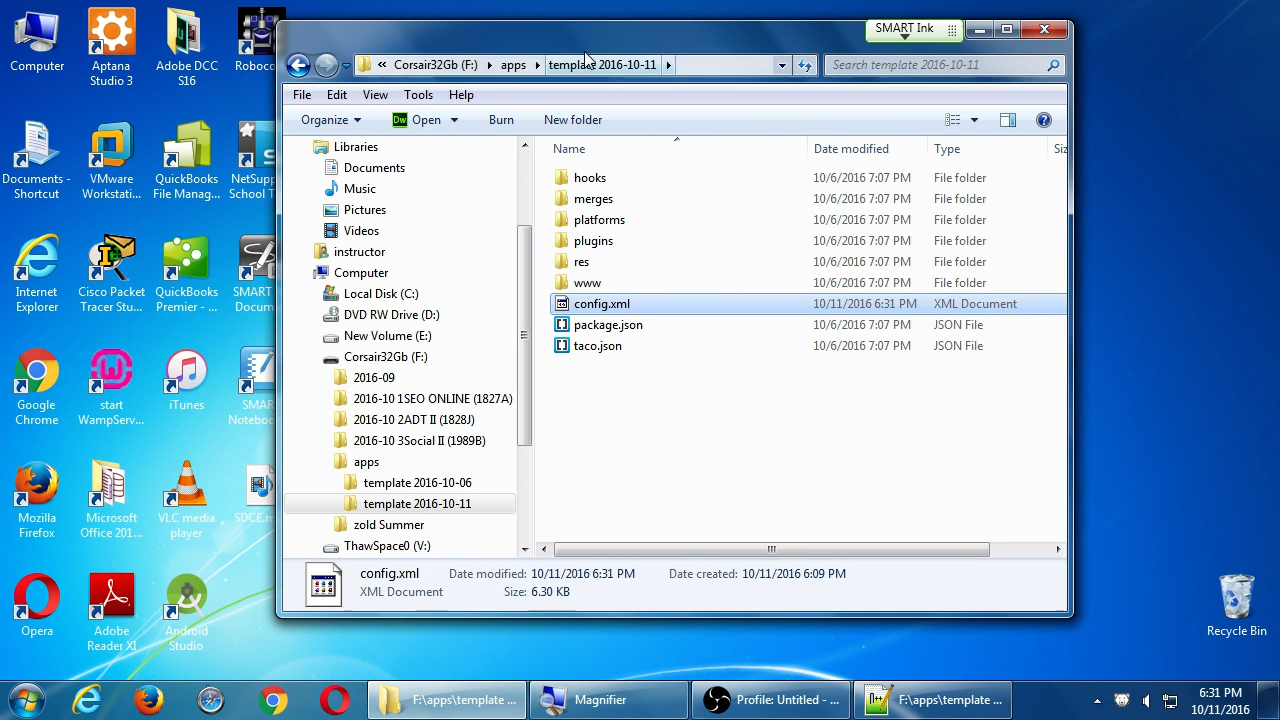 Computer
Aptana
Studio 3
Adobe DCC
S16
Roboco
Documents -
Shortcut
VMware
Workstati...
QuickBooks
File Manag...
NetSupp
School T
Internet
Explorer
Cisco Packet
Tracer Stu...
QuickBooks
Premier - ...
SMART
Docum
Google
Chrome
start
WampServ...
iTunes
SMAR
Notebook
Mozilla
Firefox
Microsoft
Office 201...
VLC media
player
SDCE.m
Opera
Adobe
Reader XI
Android
Studio
Recycle Bin
SMART Ink
« Corsair32Gb (F:) apps template 2016-10-11
Search template 2016-10-11
File Edit View Tools Help
Organize Dw Open Burn New folder
Libraries
Documents
Music
Pictures
Videos
instructor
Computer
Local Disk (C:)
DVD RW Drive (D:)
New Volume (E:)
Corsair32Gb (F:)
2016-09
2016-10 1SEO ONLINE (1827A)
2016-10 2ADT II (1828J)
2016-10 3Social II (1989B)
apps
template 2016-10-06
template 2016-10-11
zold Summer
ThawSpace0 (V:)
Name Date modified Type Siz
hooks 10/6/2016 7:07 PM File folder
merges 10/6/2016 7:07 PM File folder
platforms 10/6/2016 7:07 PM File folder
plugins 10/6/2016 7:07 PM File folder
res 10/6/2016 7:07 PM File folder
www 10/6/2016 7:07 PM File folder
config.xml 10/11/2016 6:31 PM XML Document
package.json 10/6/2016 7:07 PM JSON File
taco.json 10/6/2016 7:07 PM JSON File
config.xml Date modified: 10/11/2016 6:31 PM Date created: 10/11/2016 6:09 PM
XML Document Size: 6.30 KB
F:\apps\template ...
Magnifier
Profile: Untitled - ...
F:\apps\template ...
6:31 PM
10/11/2016